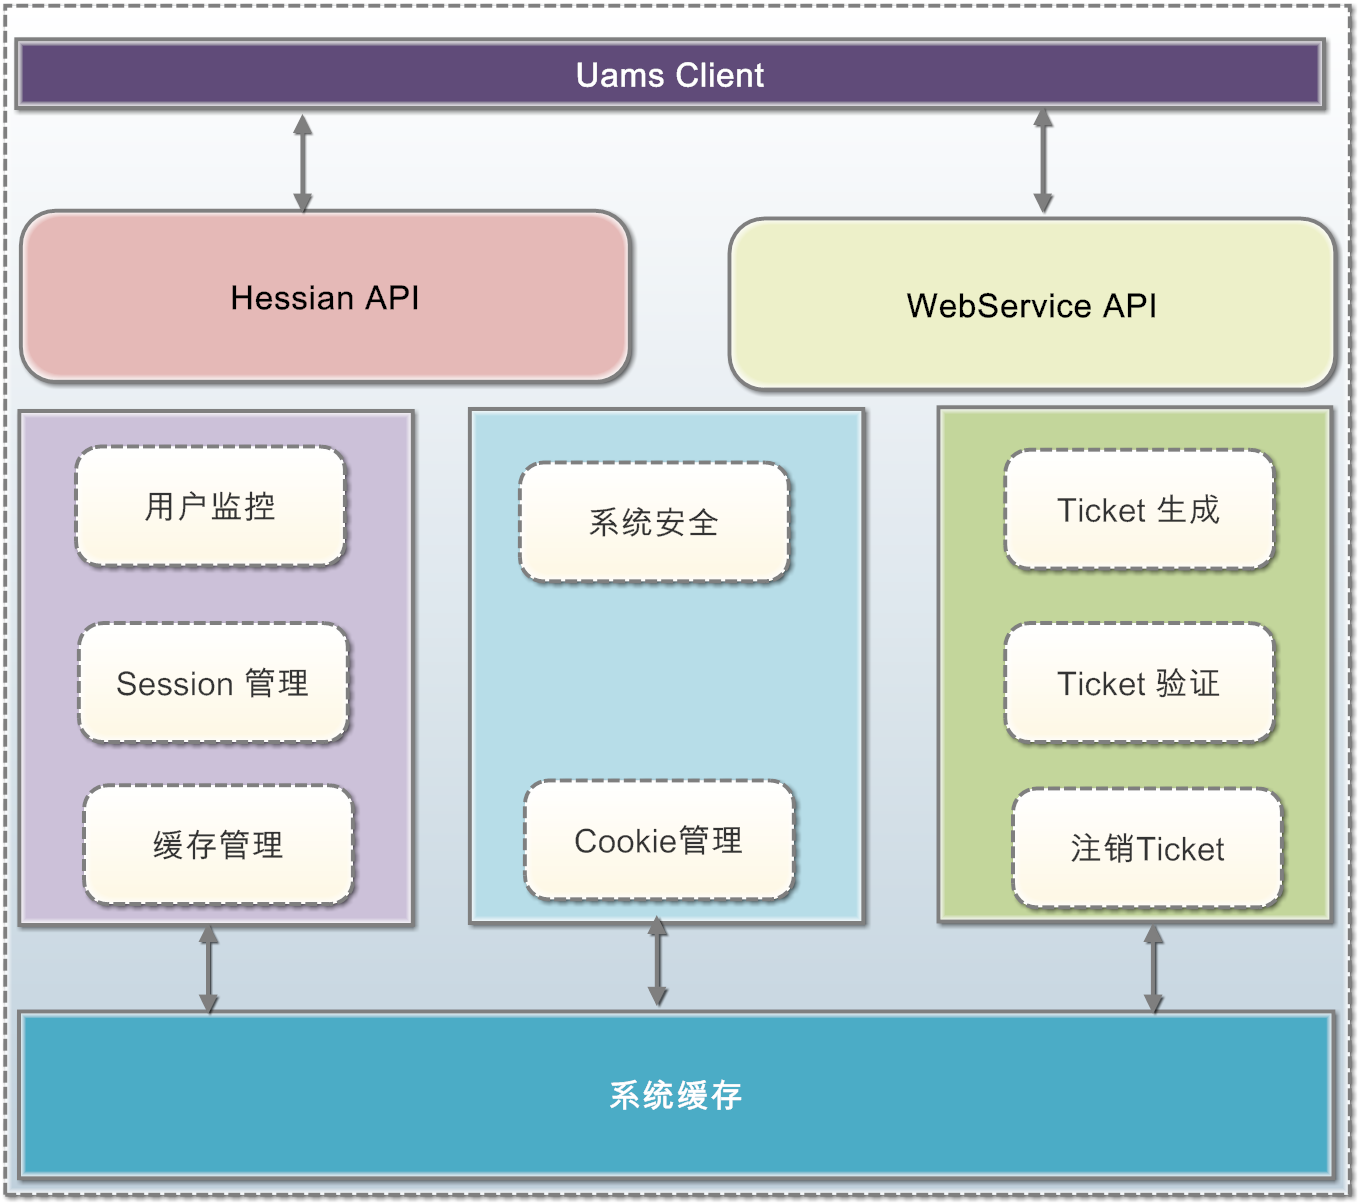 Uams Client
Hessian API
WebService API
用户监控
Session 管理
缓存管理
系统安全
Cookie管理
Ticket 生成
Ticket 验证
注销Ticket
系统缓存